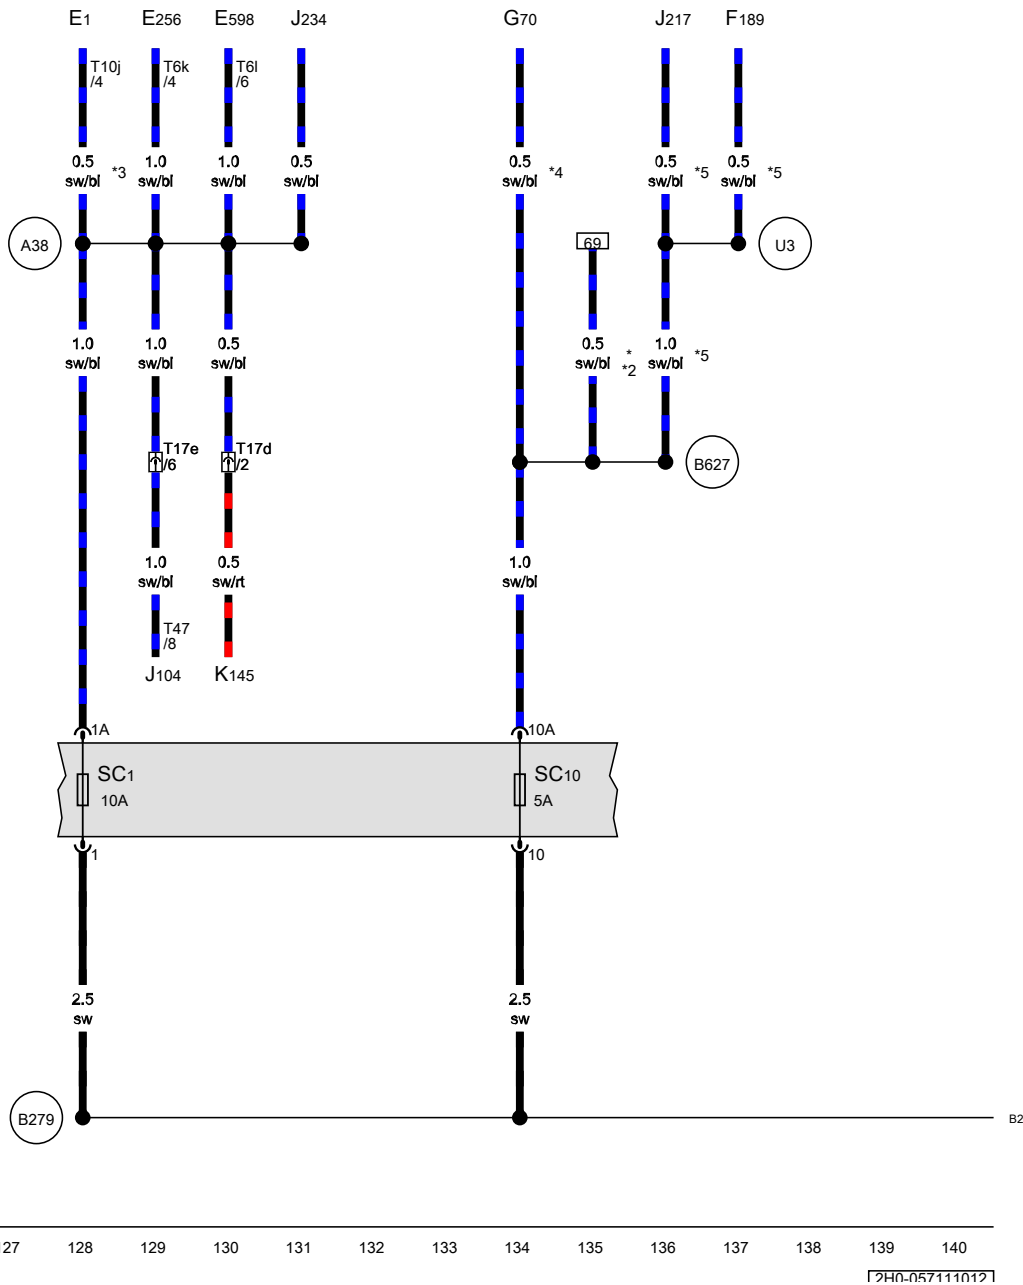 E1 E256 E598 J234 G70 J217 F189
T10j T6k T6l
/4 /4 /6
0.5 1.0 1.0 0.5 0.5 0.5 0.5
sw/bl *3 sw/bl sw/bl sw/bl sw/bl *4 sw/bl *5 sw/bl *5
A38 69 U3
1.0 1.0 0.5 0.5 * 1.0 *5
sw/bl sw/bl sw/bl sw/bl *2 sw/bl
T17e T17d
/6 /2 B627
1.0 0.5 1.0
sw/bl sw/rt sw/bl
T47
/8
J104 K145
1A 10A
SC1 SC10
10A 5A
1 10
2.5 2.5
sw sw
B279 B2
127 128 129 130 131 132 133 134 135 136 137 138 139 140
2H0-057111012